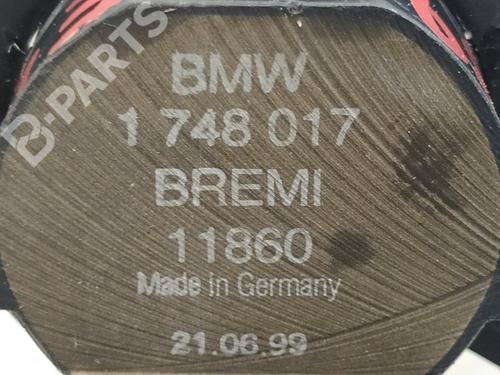 B-PARTS
BMW
1 748 017
BREMI
11860
Made in Germany
21.06.99